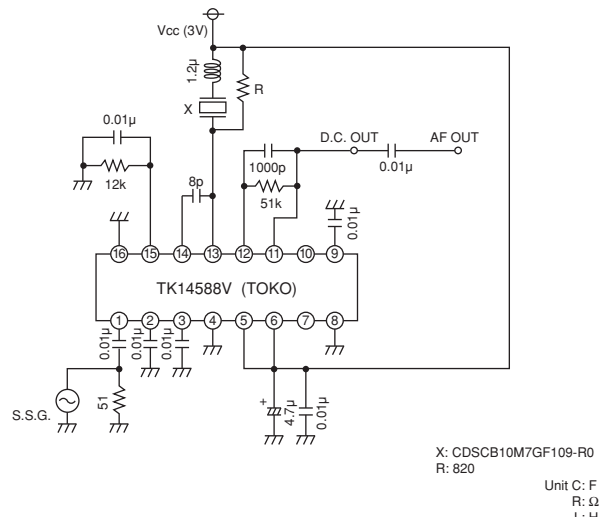 Vcc (3V)
1.2µ
R
X
0.01µ
12k
8p
1000p
51k
D.C. OUT
AF OUT
0.01µ
0.01µ
16 15 14 13 12 11 10 9
TK14588V (TOKO)
1 2 3 4 5 6 7 8
0.01µ
0.01µ
0.01µ
S.S.G.
51
+
4.7µ
0.01µ
X: CDSCB10M7GF109-R0
R: 820
Unit C: F
R: Ω
L: H